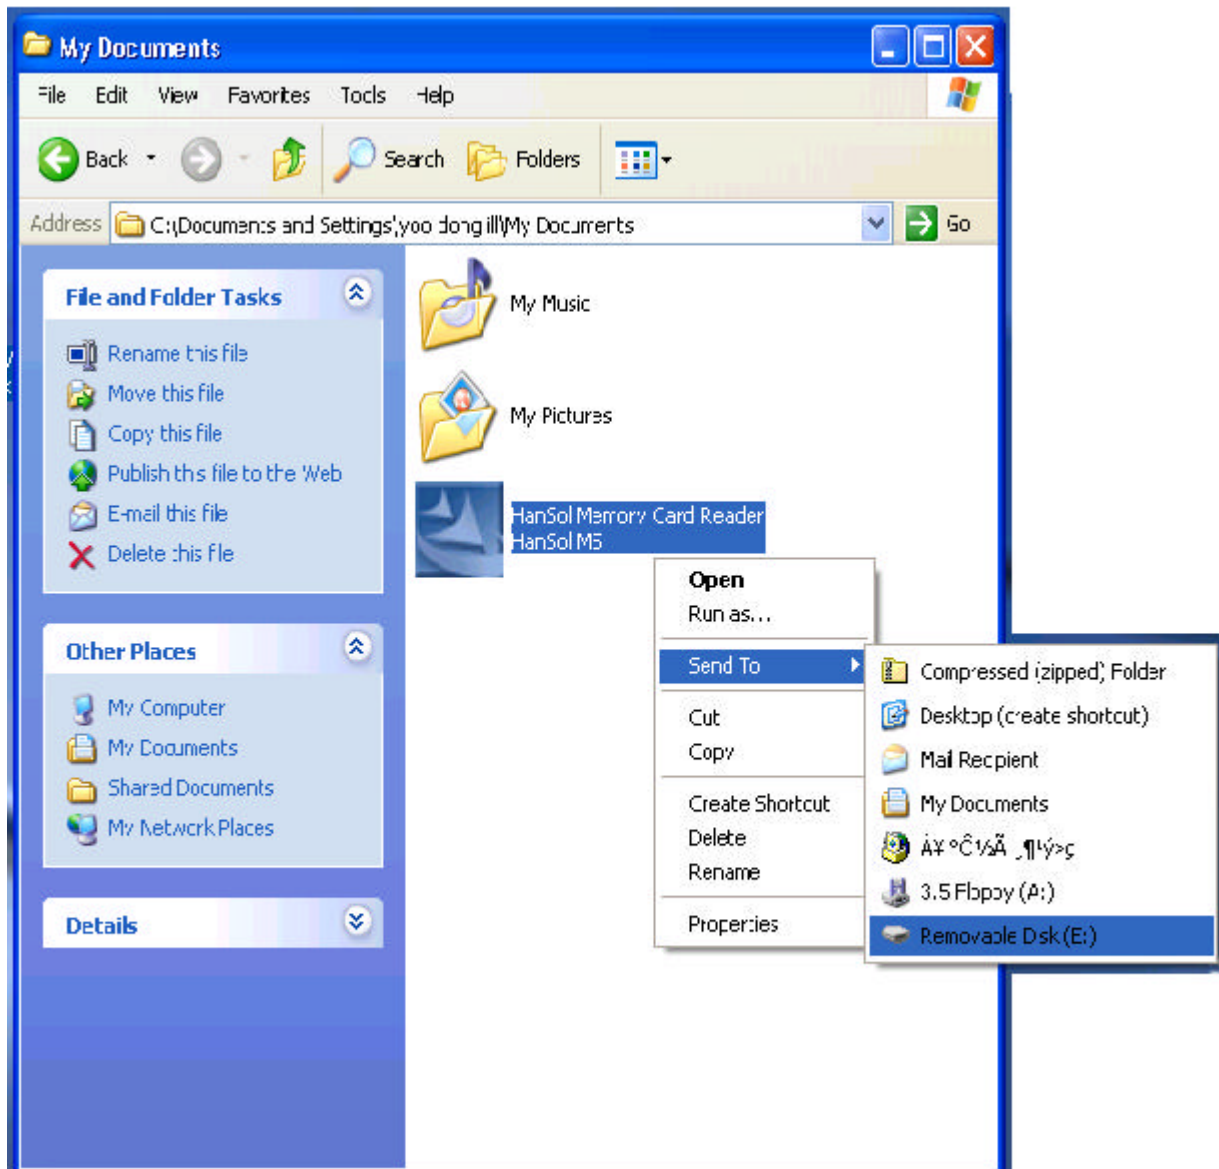 My Documents
File Edit View Favorites Tools Help
Back Search Folders
Address C:\Documents and Settings\yoo dong ill\My Documents Go
File and Folder Tasks
Rename this file
Move this file
Copy this file
Publish this file to the Web
E-mail this file
Delete this file
Other Places
My Computer
My Documents
Shared Documents
My Network Places
Details
My Music
My Pictures
HanSol Memory Card Reader
HanSol MS
Open
Run as...
Send To
Cut
Copy
Create Shortcut
Delete
Rename
Properties
Compressed (zipped) Folder
Desktop (create shortcut)
Mail Recipient
My Documents
3.5 Floppy (A:)
Removable Disk (E:)